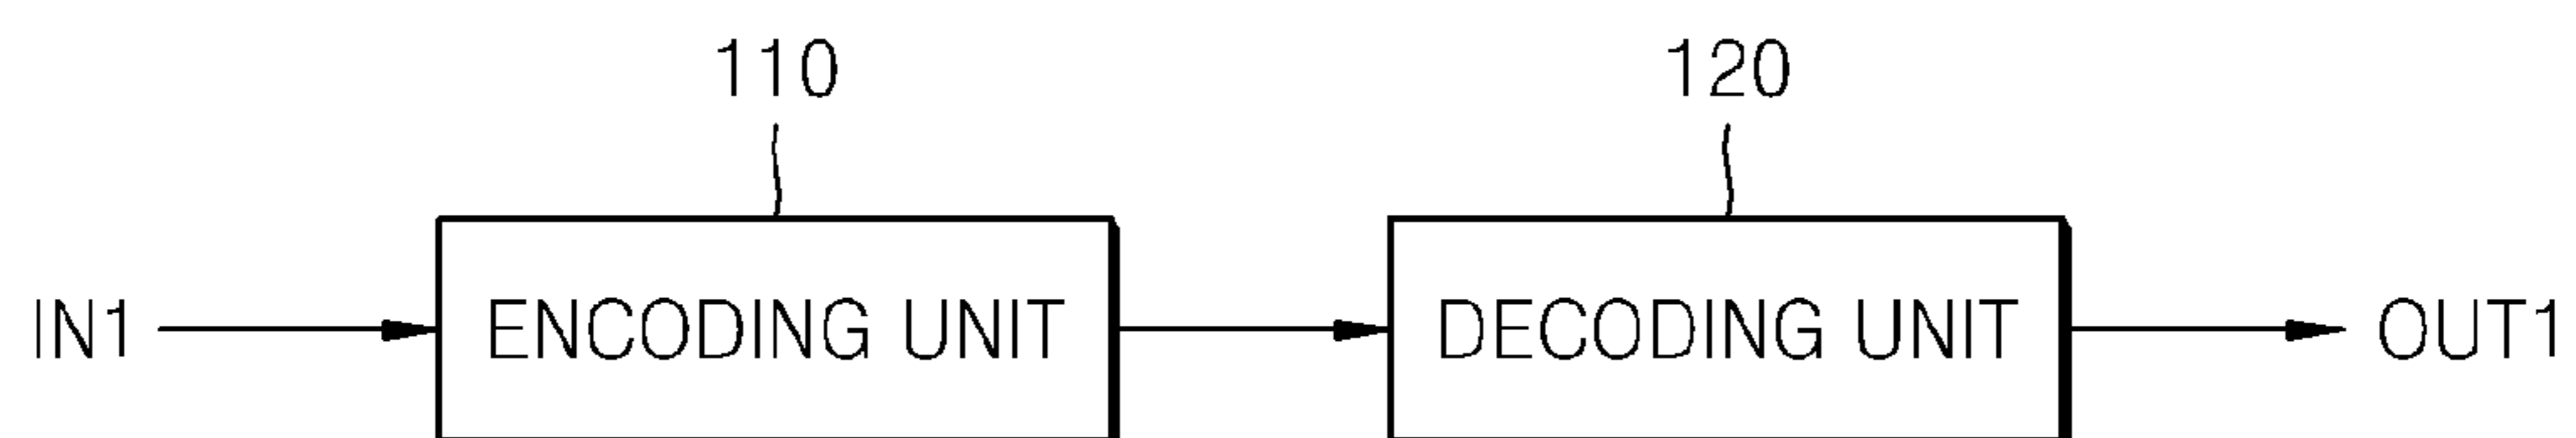 110 120
IN1 ENCODING UNIT DECODING UNIT OUT1